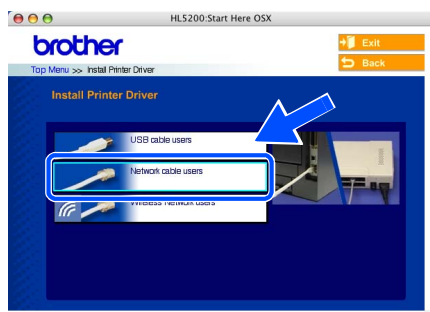 HL5200:Start Here OSX
brother
Exit
Back
Top Menu >> Install Printer Driver
Install Printer Driver
USB cable users
Network cable users
Wireless Network users